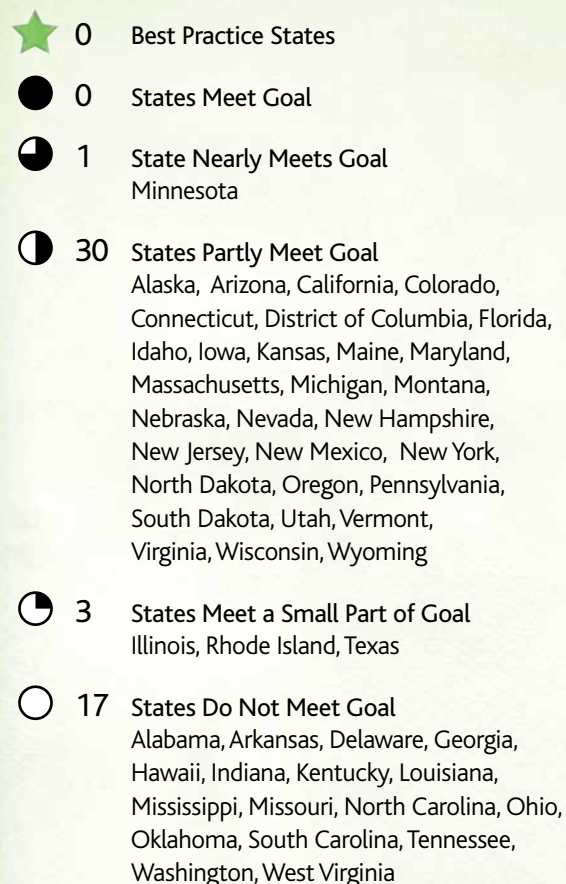 0 Best Practice States
0 States Meet Goal
1 State Nearly Meets Goal
Minnesota
30 States Partly Meet Goal
Alaska, Arizona, California, Colorado,
Connecticut, District of Columbia, Florida,
Idaho, Iowa, Kansas, Maine, Maryland,
Massachusetts, Michigan, Montana,
Nebraska, Nevada, New Hampshire,
New Jersey, New Mexico, New York,
North Dakota, Oregon, Pennsylvania,
South Dakota, Utah, Vermont,
Virginia, Wisconsin, Wyoming
3 States Meet a Small Part of Goal
Illinois, Rhode Island, Texas
17 States Do Not Meet Goal
Alabama, Arkansas, Delaware, Georgia,
Hawaii, Indiana, Kentucky, Louisiana,
Mississippi, Missouri, North Carolina, Ohio,
Oklahoma, South Carolina, Tennessee,
Washington, West Virginia